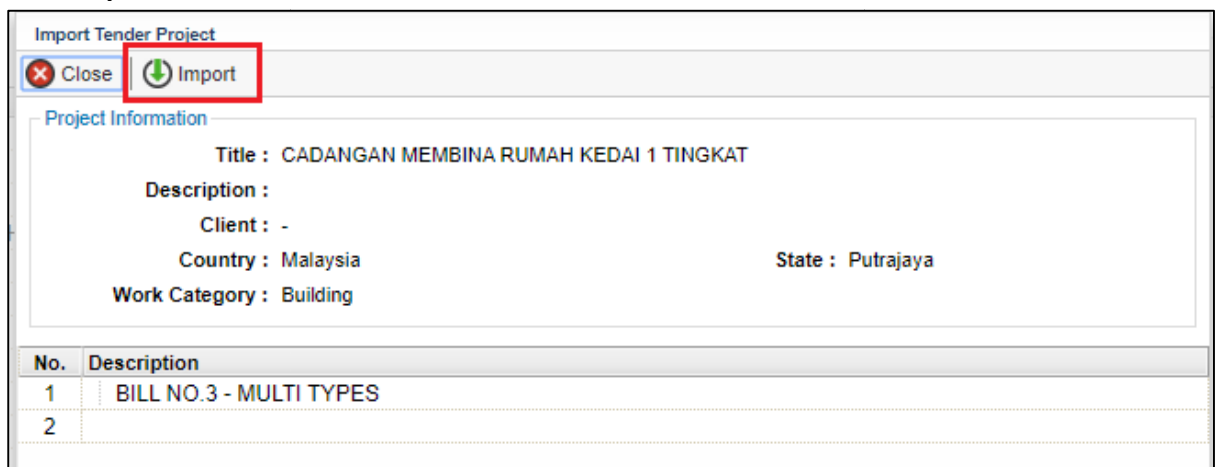 Import Tender Project
Close Import
Project Information
Title : CADANGAN MEMBINA RUMAH KEDAI 1 TINGKAT
Description :
Client : -
Country : Malaysia State : Putrajaya
Work Category : Building
No. Description
1 BILL NO.3 - MULTI TYPES
2